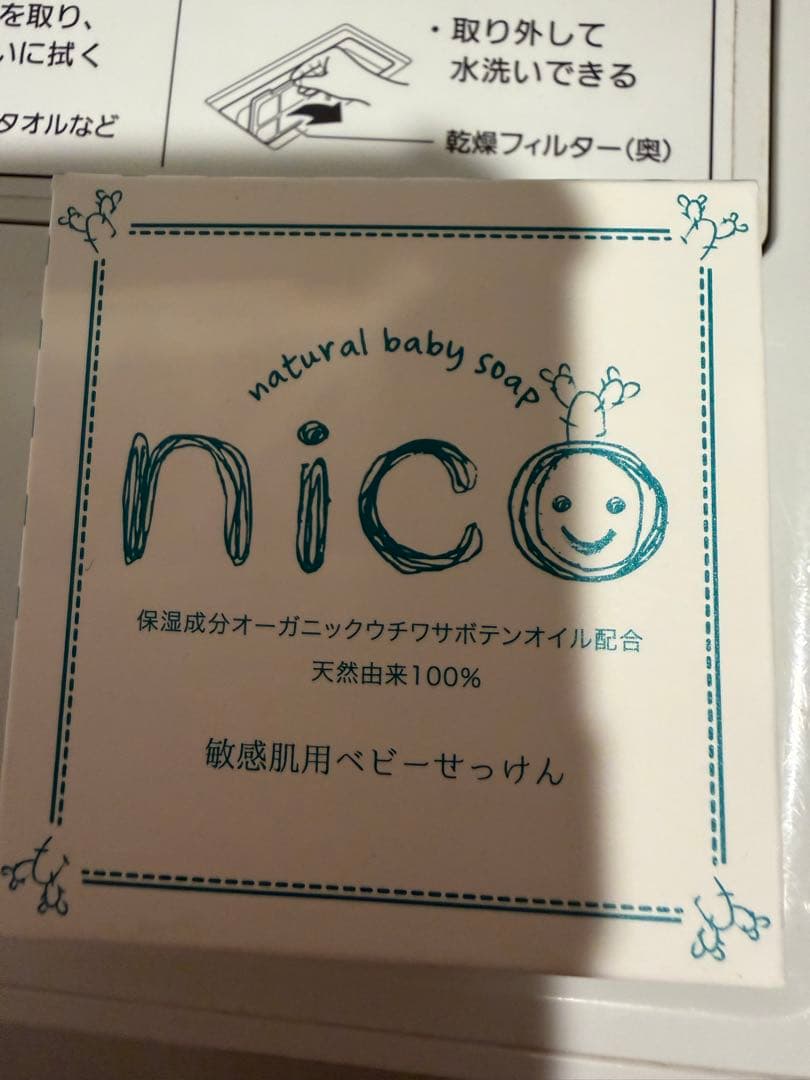 を取り、
いに拭く
タオルなど
・取り外して
水洗いできる
乾燥フィルター(奥)
natural baby soap
nico
保湿成分オーガニックウチワサボテンオイル配合
天然由来100%
敏感肌用ベビーせっけん